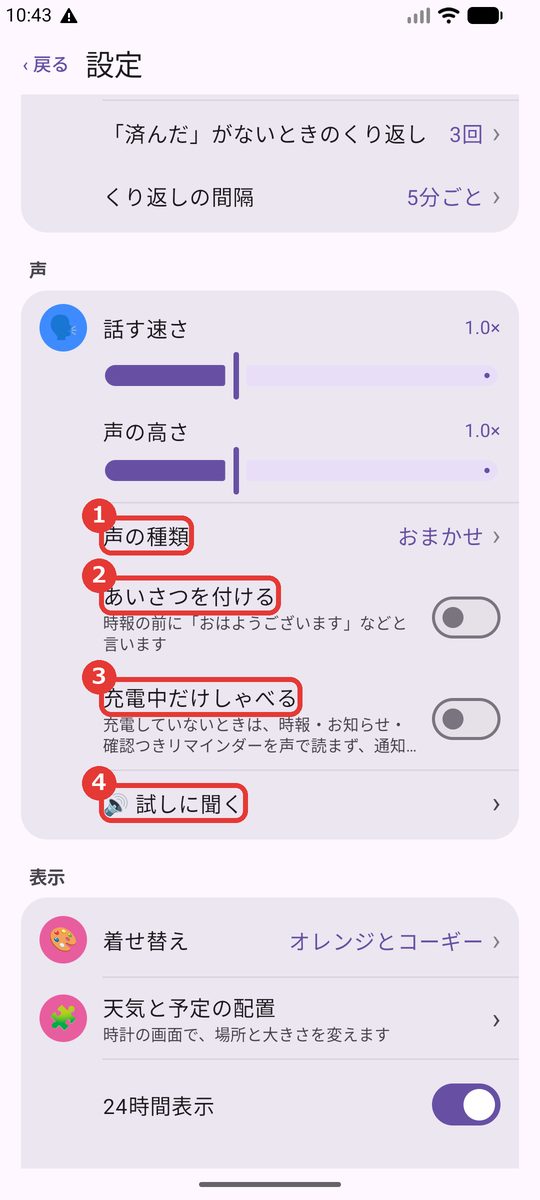 10:43
‹ 戻る 設定
「済んだ」がないときのくり返し 3回 ›
くり返しの間隔 5分ごと ›
声
話す速さ 1.0×
声の高さ 1.0×
1
声の種類 おまかせ ›
2
あいさつを付ける
時報の前に「おはようございます」などと
言います
3
充電中だけしゃべる
充電していないときは、時報・お知らせ・
確認つきリマインダーを声で読まず、通知…
4
試しに聞く ›
表示
着せ替え オレンジとコーギー ›
天気と予定の配置 ›
時計の画面で、場所と大きさを変えます
24時間表示